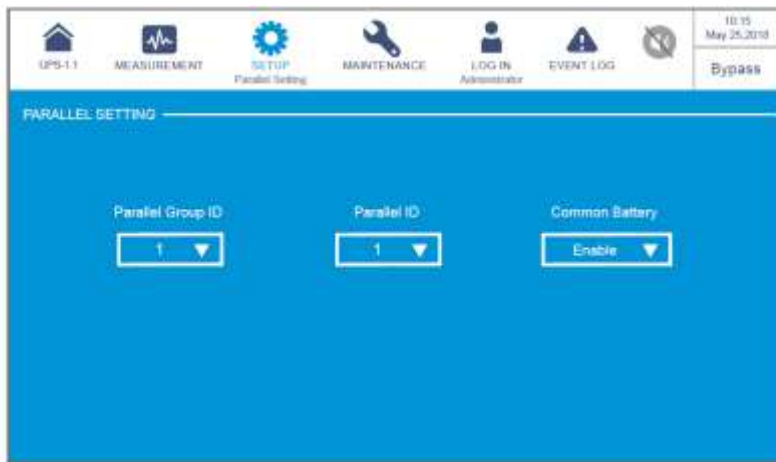 UPS-1.1
MEASUREMENT
SETUP
Parallel Setting
MAINTENANCE
LOG IN
Administrator
EVENT LOG
10:15
May 25,2018
Bypass
PARALLEL SETTING
Parallel Group ID
Parallel ID
Common Battery
1
1
Enable